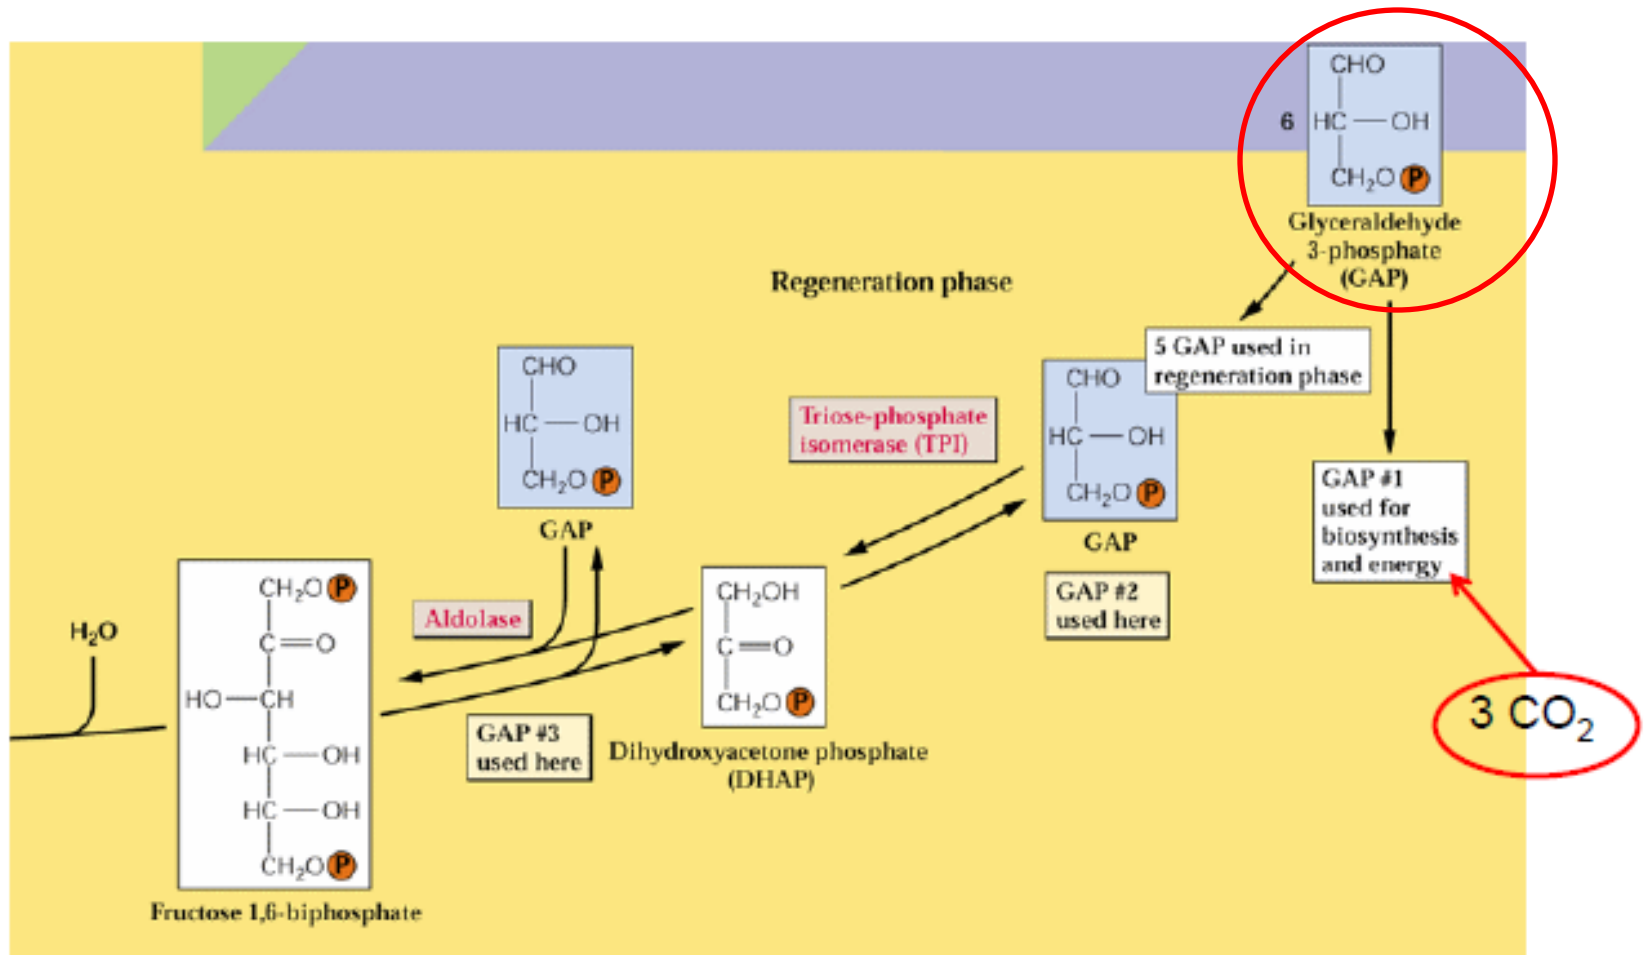 CHO
6 HC — OH
CH₂O P
Glyceraldehyde
3-phosphate
(GAP)
Regeneration phase
5 GAP used in
regeneration phase
CHO
HC — OH
CH₂O P
GAP
CHO
HC — OH
CH₂O P
GAP
Triose-phosphate
isomerase (TPI)
GAP #1
used for
biosynthesis
and energy
GAP #2
used here
3 CO₂
CH₂OH
C=O
CH₂O P
Dihydroxyacetone phosphate
(DHAP)
Aldolase
GAP #3
used here
H₂O
CH₂O P
C=O
HO—CH
HC — OH
HC — OH
CH₂O P
Fructose 1,6-biphosphate